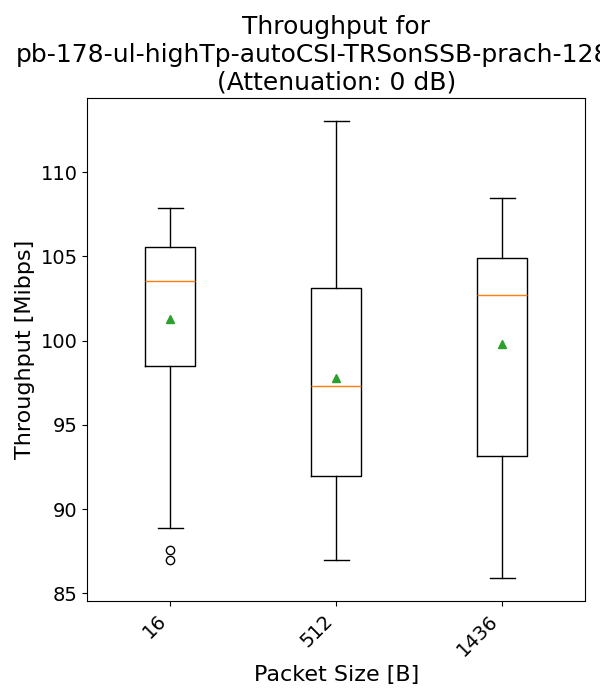 Throughput for
pb-178-ul-highTp-autoCSI-TRSonSSB-prach-128
(Attenuation: 0 dB)
Throughput [Mibps]
110
105
100
95
90
85
16
512
1436
Packet Size [B]